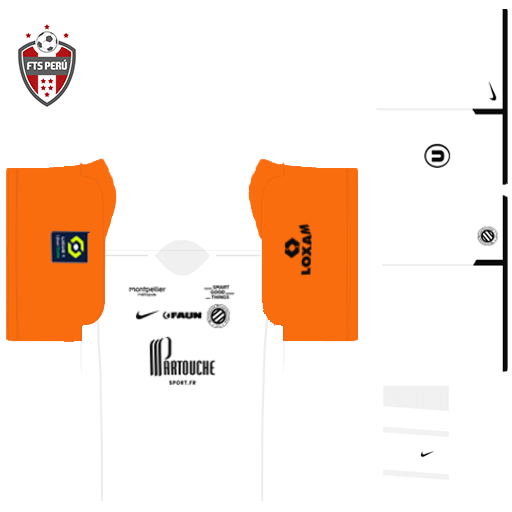 FTS PERÚ
U
LOXAM
montpellier
SMART
GOOD
THINGS
FAUN
PARTOUCHE
SPORT.FR